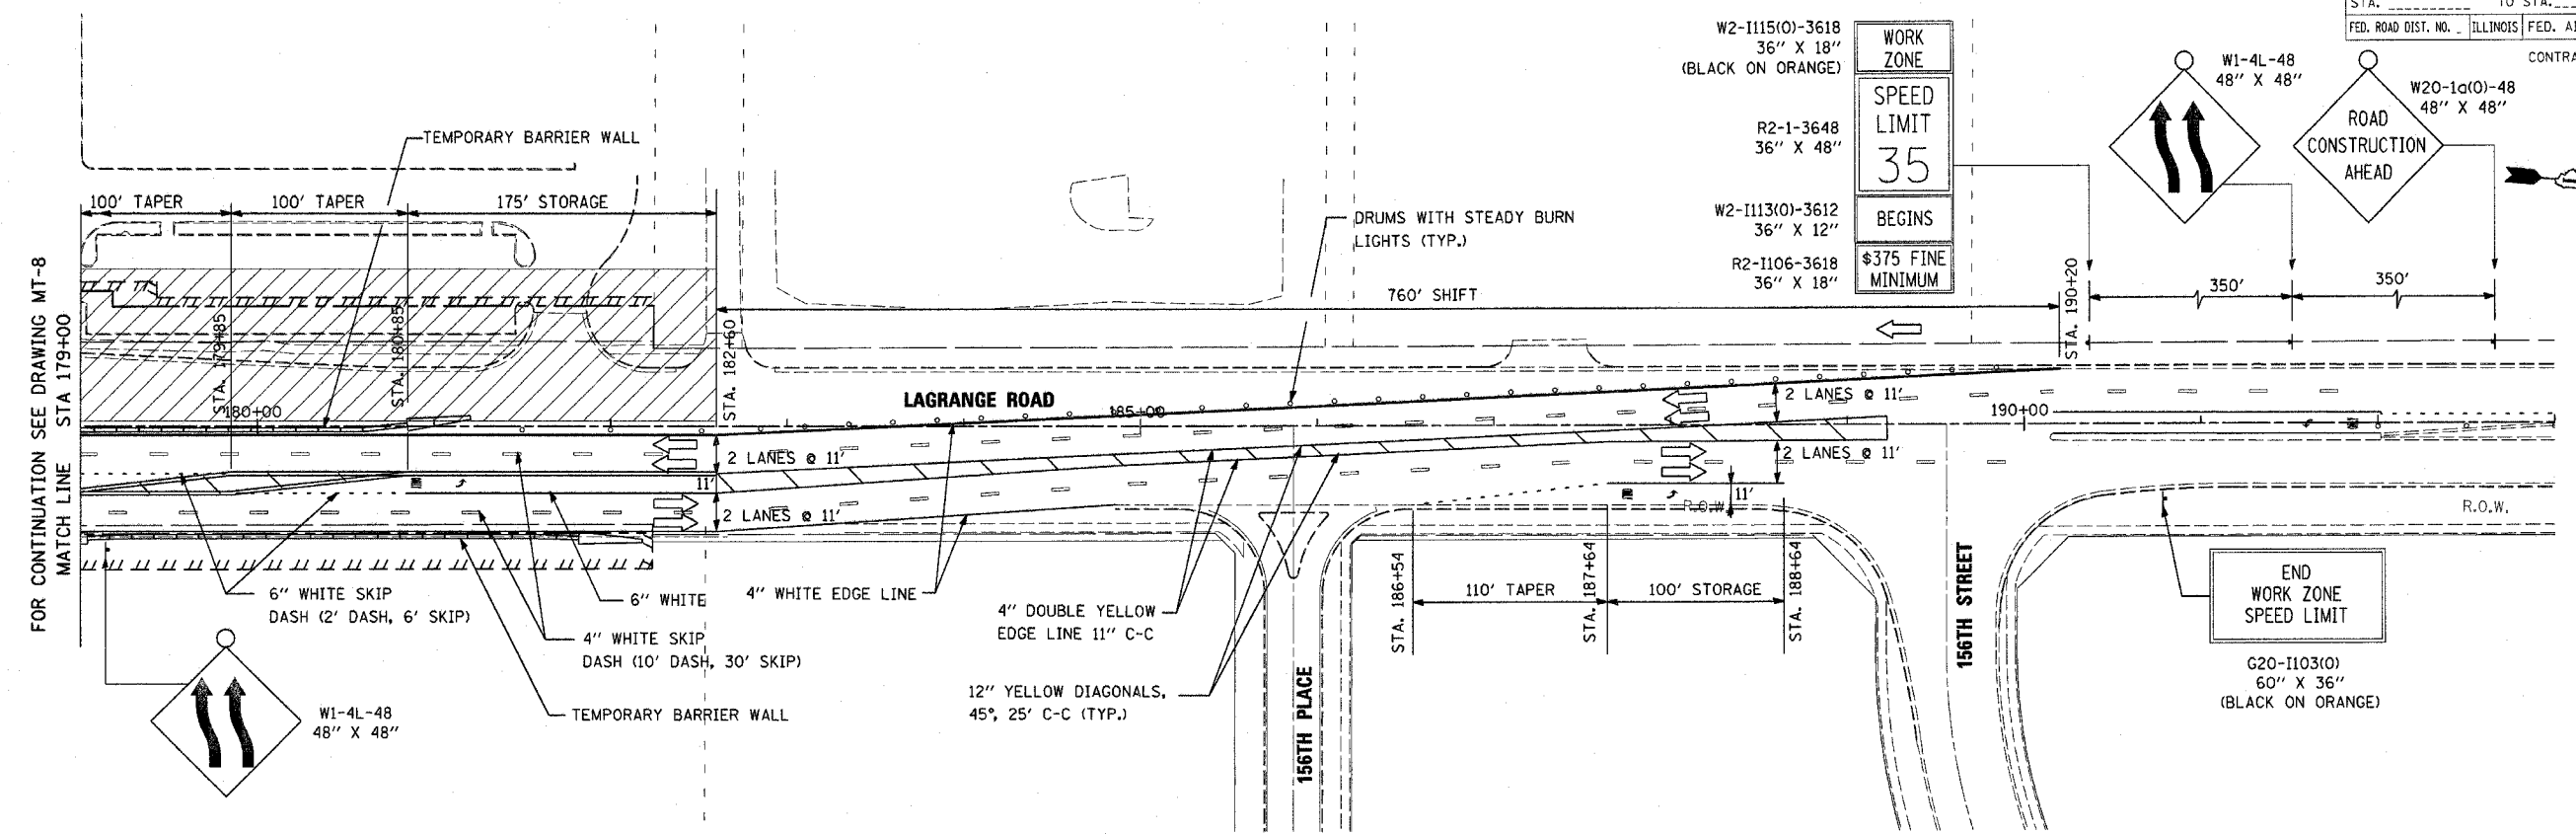 STA. __________ TO STA.
FED. ROAD DIST. NO. _ ILLINOIS FED.
W2-I115(O)-3618
36" X 18"
(BLACK ON ORANGE)
WORK
ZONE
SPEED
LIMIT
35
R2-1-3648
36" X 48"
W2-I113(O)-3612
36" X 12"
BEGINS
R2-I106-3618
36" X 18"
$375 FINE
MINIMUM
W1-4L-48
48" X 48"
W20-1a(O)-48
48" X 48"
ROAD
CONSTRUCTION
AHEAD
TEMPORARY BARRIER WALL
100' TAPER
100' TAPER
175' STORAGE
DRUMS WITH STEADY BURN
LIGHTS (TYP.)
760' SHIFT
STA. 190+20
350'
350'
FOR CONTINUATION SEE DRAWING MT-8
MATCH LINE STA 179+00
STA. 179+85
STA. 180+85
STA. 182+60
180+00
LAGRANGE ROAD
185+00
190+00
2 LANES @ 11'
2 LANES @ 11'
2 LANES @ 11'
11'
2 LANES @ 11'
11'
R.O.W.
R.O.W.
6" WHITE SKIP
DASH (2' DASH, 6' SKIP)
6" WHITE
4" WHITE EDGE LINE
4" WHITE SKIP
DASH (10' DASH, 30' SKIP)
4" DOUBLE YELLOW
EDGE LINE 11" C-C
12" YELLOW DIAGONALS,
45°, 25' C-C (TYP.)
TEMPORARY BARRIER WALL
STA. 186+54
110' TAPER
STA. 187+64
100' STORAGE
STA. 188+64
156TH PLACE
156TH STREET
END
WORK ZONE
SPEED LIMIT
G20-I103(O)
60" X 36"
(BLACK ON ORANGE)
W1-4L-48
48" X 48"